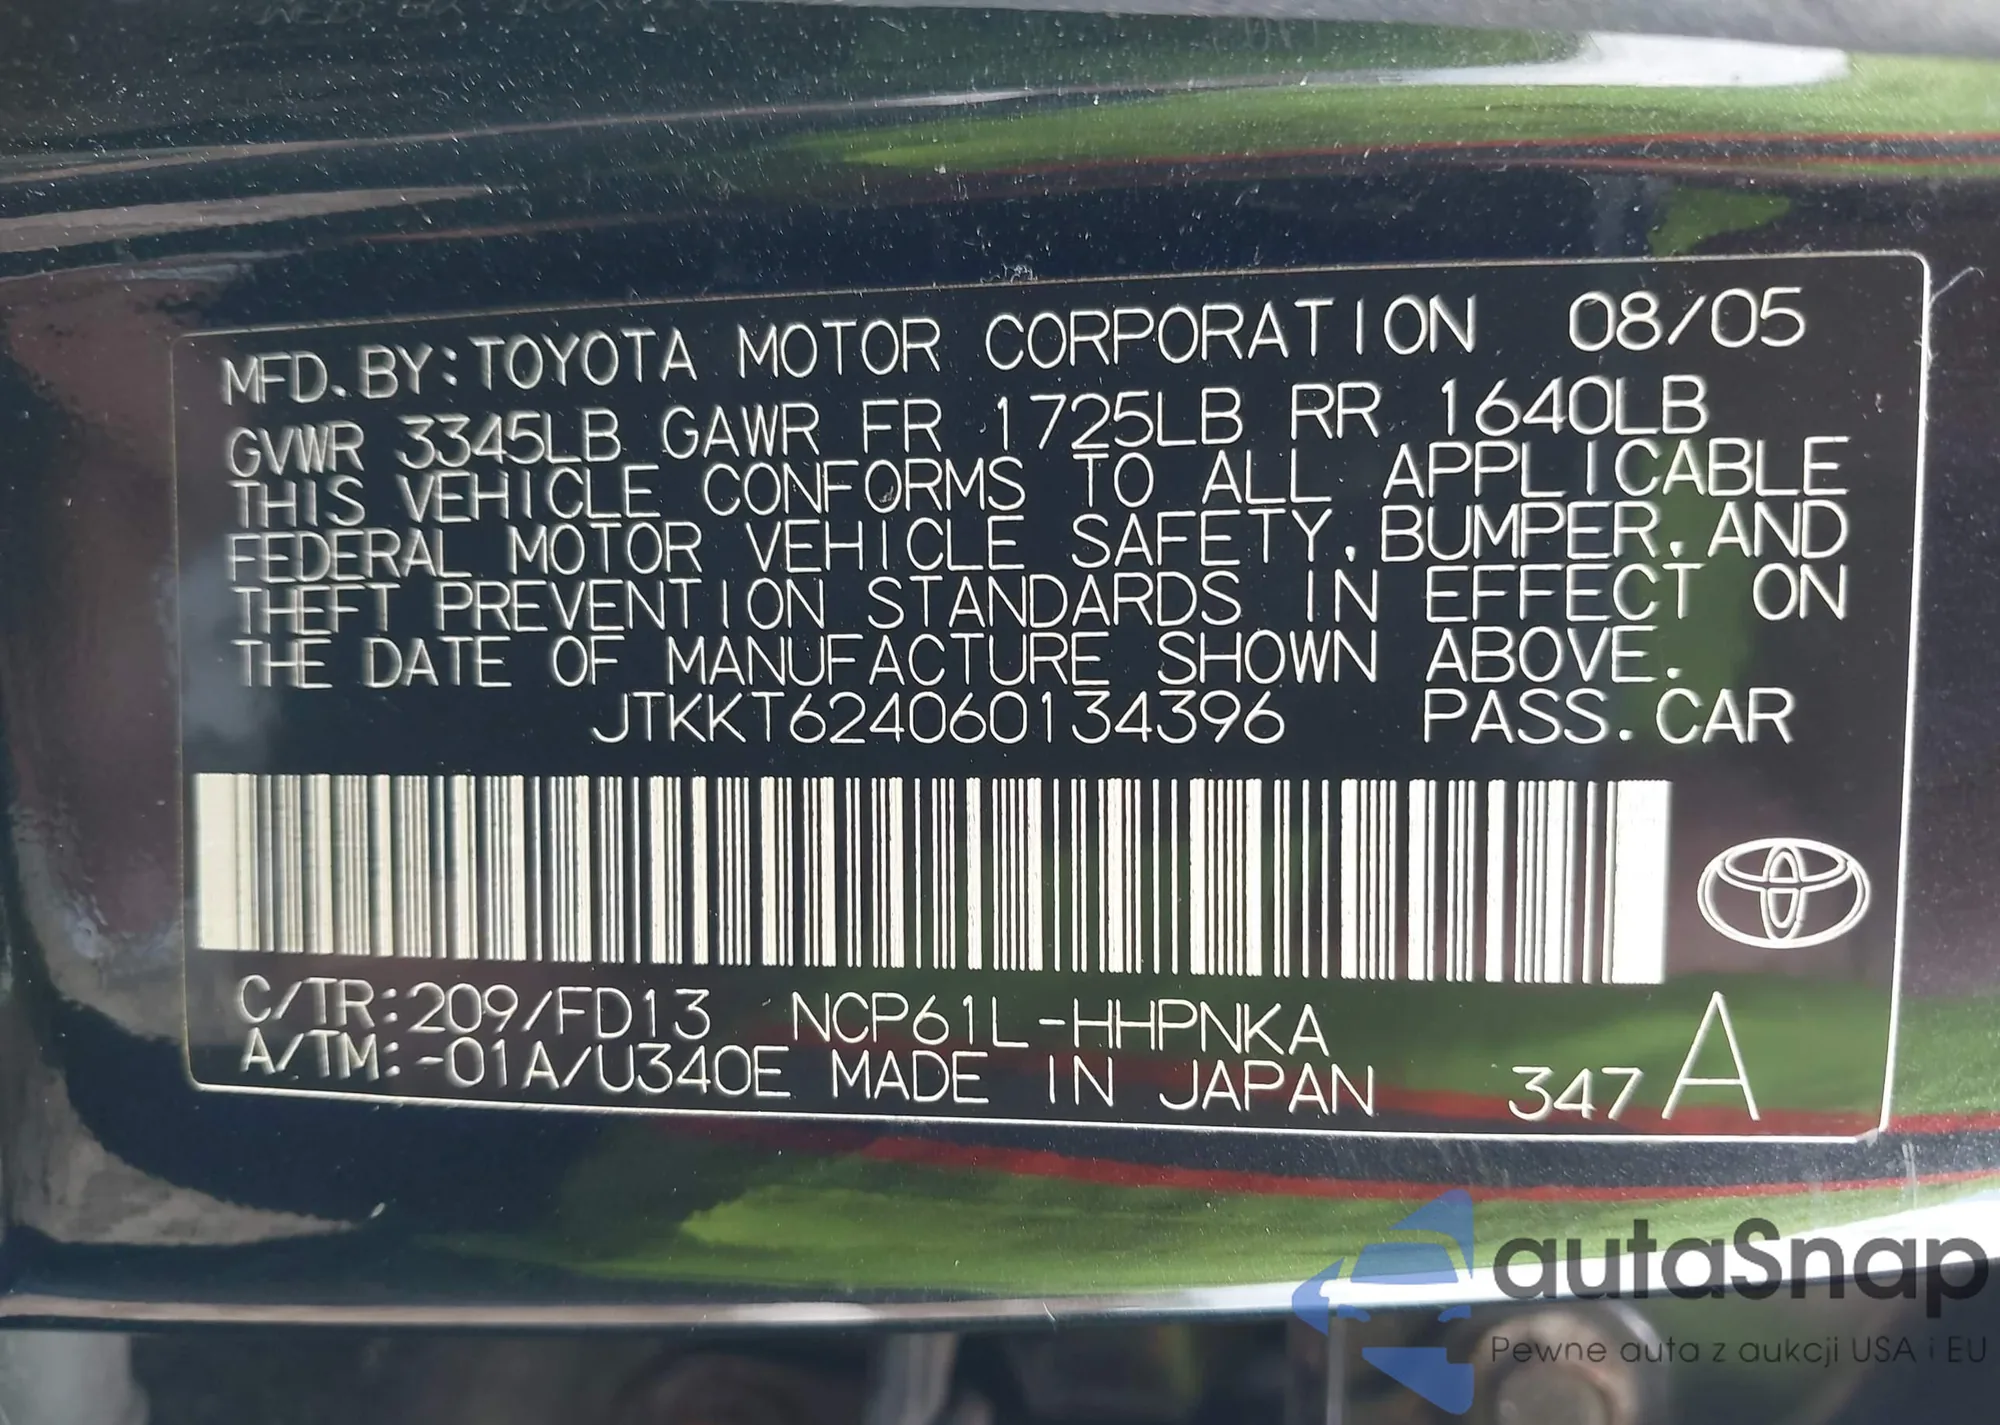 MFD. BY: TOYOTA MOTOR CORPORATION 08/05
GVWR 3345LB GAWR FR 1725LB RR 1640LB
THIS VEHICLE CONFORMS TO ALL APPLICABLE
FEDERAL MOTOR VEHICLE SAFETY, BUMPER, AND
THEFT PREVENTION STANDARDS IN EFFECT ON
THE DATE OF MANUFACTURE SHOWN ABOVE.
JTKKT624060134396 PASS. CAR
C/TR: 209/FD13 NCP61L-HHPNKA
A/TM: -01A/U340E MADE IN JAPAN 347 A
autaSnap
Pewne auta z aukcji USA i EU